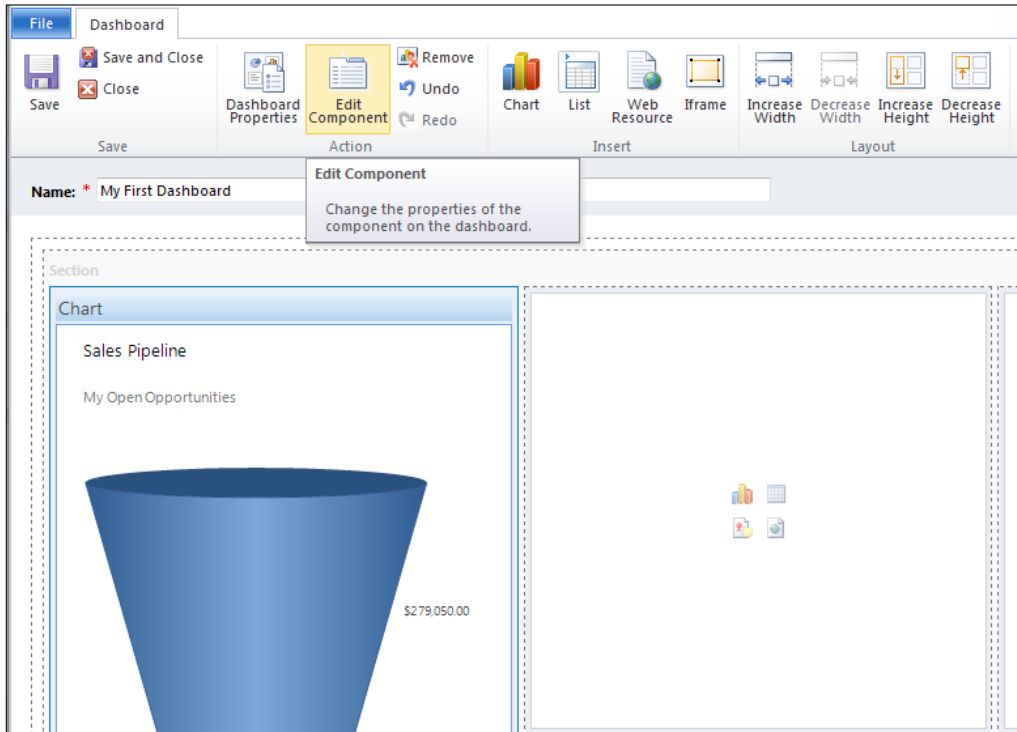 File
Dashboard
Save
Save and Close
Close
Dashboard
Properties
Edit
Component
Remove
Undo
Redo
Chart
List
Web
Resource
Iframe
Increase
Width
Decrease
Width
Increase
Height
Decrease
Height
Save
Action
Insert
Layout
Name: * My First Dashboard
Edit Component
Change the properties of the
component on the dashboard.
Section
Chart
Sales Pipeline
My Open Opportunities
$279,050.00